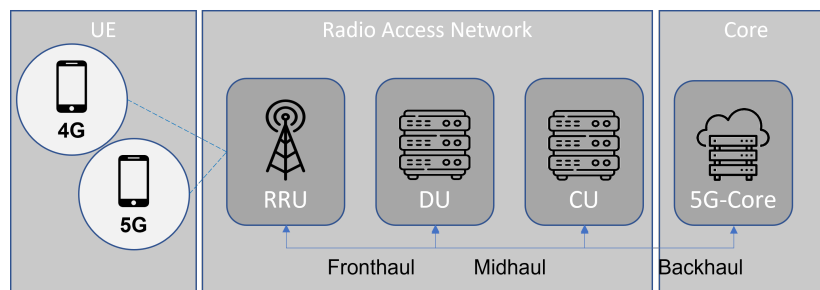 UE
Radio Access Network
Core
4G
5G
RRU
DU
CU
5G-Core
Fronthaul
Midhaul
Backhaul